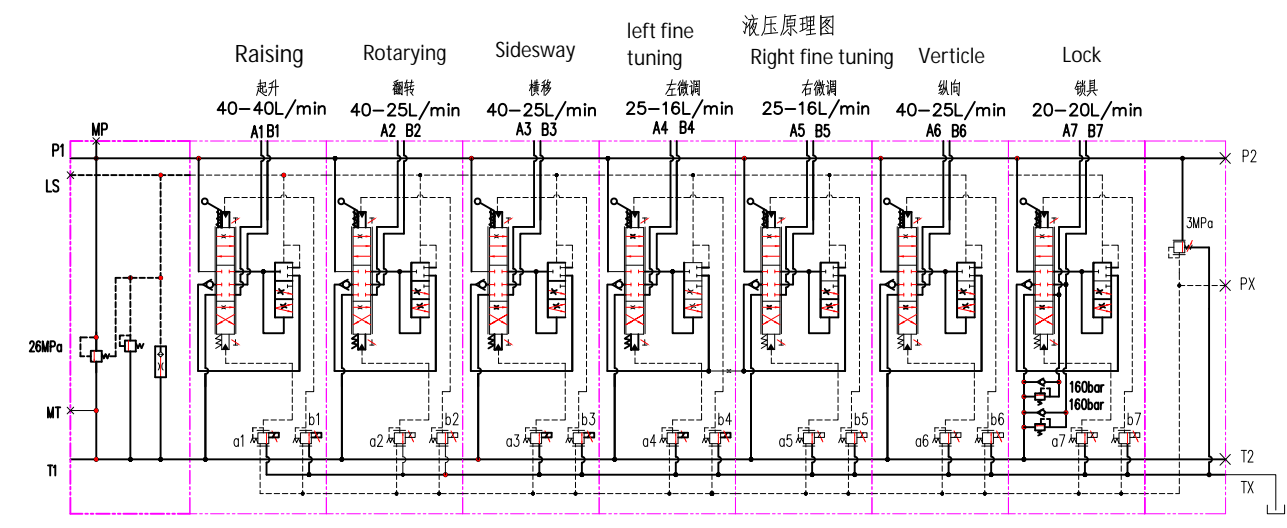 液压原理图
Raising
Rotarying
Sidesway
left fine
tuning
Right fine tuning
Verticle
Lock
起升
翻转
横移
左微调
右微调
纵向
锁具
40-40L/min
40-25L/min
40-25L/min
25-16L/min
25-16L/min
40-25L/min
20-20L/min
A1 B1
A2 B2
A3 B3
A4 B4
A5 B5
A6 B6
A7 B7
MP
P1
P2
LS
3MPa
PX
26MPa
160bar
160bar
MT
a1
b1
a2
b2
a3
b3
a4
b4
a5
b5
a6
b6
a7
b7
T1
T2
TX